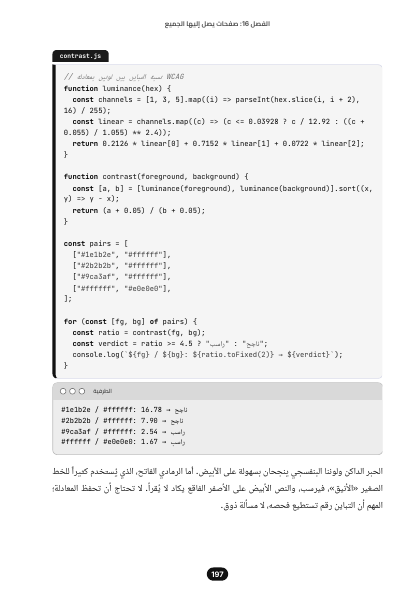 الفصل 16: صفحات يصل إليها الجميع
contrast.js
// نسبة التباين بين لونين بمعادلة WCAG
function luminance(hex) {
const channels = [1, 3, 5].map((i) => parseInt(hex.slice(i, i + 2),
16) / 255);
const linear = channels.map((c) => (c <= 0.03928 ? c / 12.92 : ((c +
0.055) / 1.055) ** 2.4));
return 0.2126 * linear[0] + 0.7152 * linear[1] + 0.0722 * linear[2];
}
function contrast(foreground, background) {
const [a, b] = [luminance(foreground), luminance(background)].sort((x,
y) => y - x);
return (a + 0.05) / (b + 0.05);
}
const pairs = [
["#1e1b2e", "#ffffff"],
["#2b2b2b", "#ffffff"],
["#9ca3af", "#ffffff"],
["#ffffff", "#e0e0e0"],
];
for (const [fg, bg] of pairs) {
const ratio = contrast(fg, bg);
const verdict = ratio >= 4.5 ? "ناجح" : "راسب";
console.log(`${fg} / ${bg}: ${ratio.toFixed(2)} → ${verdict}`);
}
الطرفية
#1e1b2e / #ffffff: 16.78 → ناجح
#2b2b2b / #ffffff: 7.90 → ناجح
#9ca3af / #ffffff: 2.54 → راسب
#ffffff / #e0e0e0: 1.67 → راسب
الحبر الداكن ولوننا البنفسجي ينجحان بسهولة على الأبيض. أما الرمادي الفاتح، الذي يُستخدم كثيراً للخط
الصغير «الأنيق»، فيرسب، والنص الأبيض على الأصفر الفاقع يكاد لا يُقرأ. لا تحتاج أن تحفظ المعادلة؛
المهم أن التباين رقم تستطيع فحصه، لا مسألة ذوق.
197